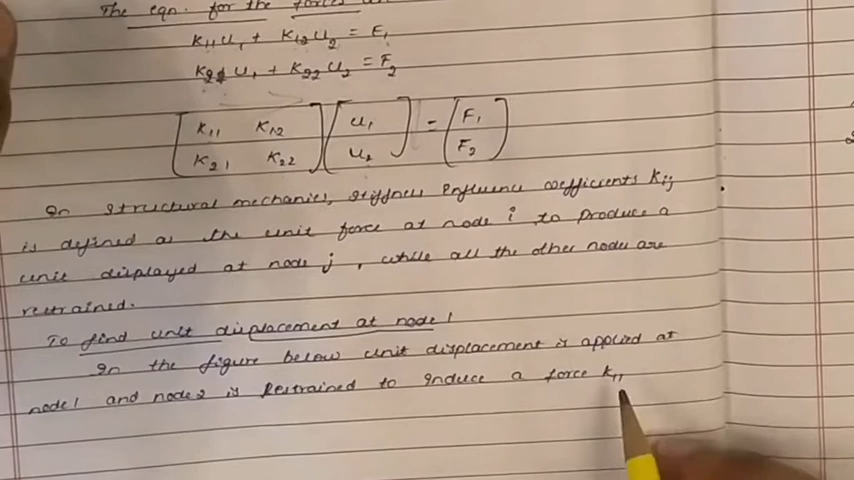 The eqn. for the forces
K11 u1 + K12 u2 = F1
K21 u1 + K22 u2 = F2
[K11 K12] [u1] = [F1]
[K21 K22] [u2] = [F2]
In structural mechanics, stiffness influence coefficients Kij
is defined as the unit force at node i, to produce a
unit displayed at node j, while all the other node are
restrained.
To find unit displacement at node 1
In the figure below unit displacement is applied at
node 1 and node 2 is restrained to induce a force K11